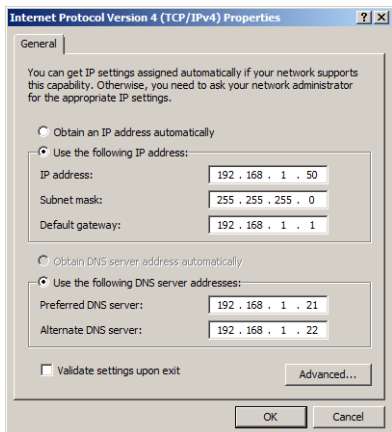 Internet Protocol Version 4 (TCP/IPv4) Properties
General
You can get IP settings assigned automatically if your network supports
this capability. Otherwise, you need to ask your network administrator
for the appropriate IP settings.
Obtain an IP address automatically
Use the following IP address:
IP address: 192 . 168 . 1 . 50
Subnet mask: 255 . 255 . 255 . 0
Default gateway: 192 . 168 . 1 . 1
Obtain DNS server address automatically
Use the following DNS server addresses:
Preferred DNS server: 192 . 168 . 1 . 21
Alternate DNS server: 192 . 168 . 1 . 22
Validate settings upon exit
Advanced...
OK Cancel